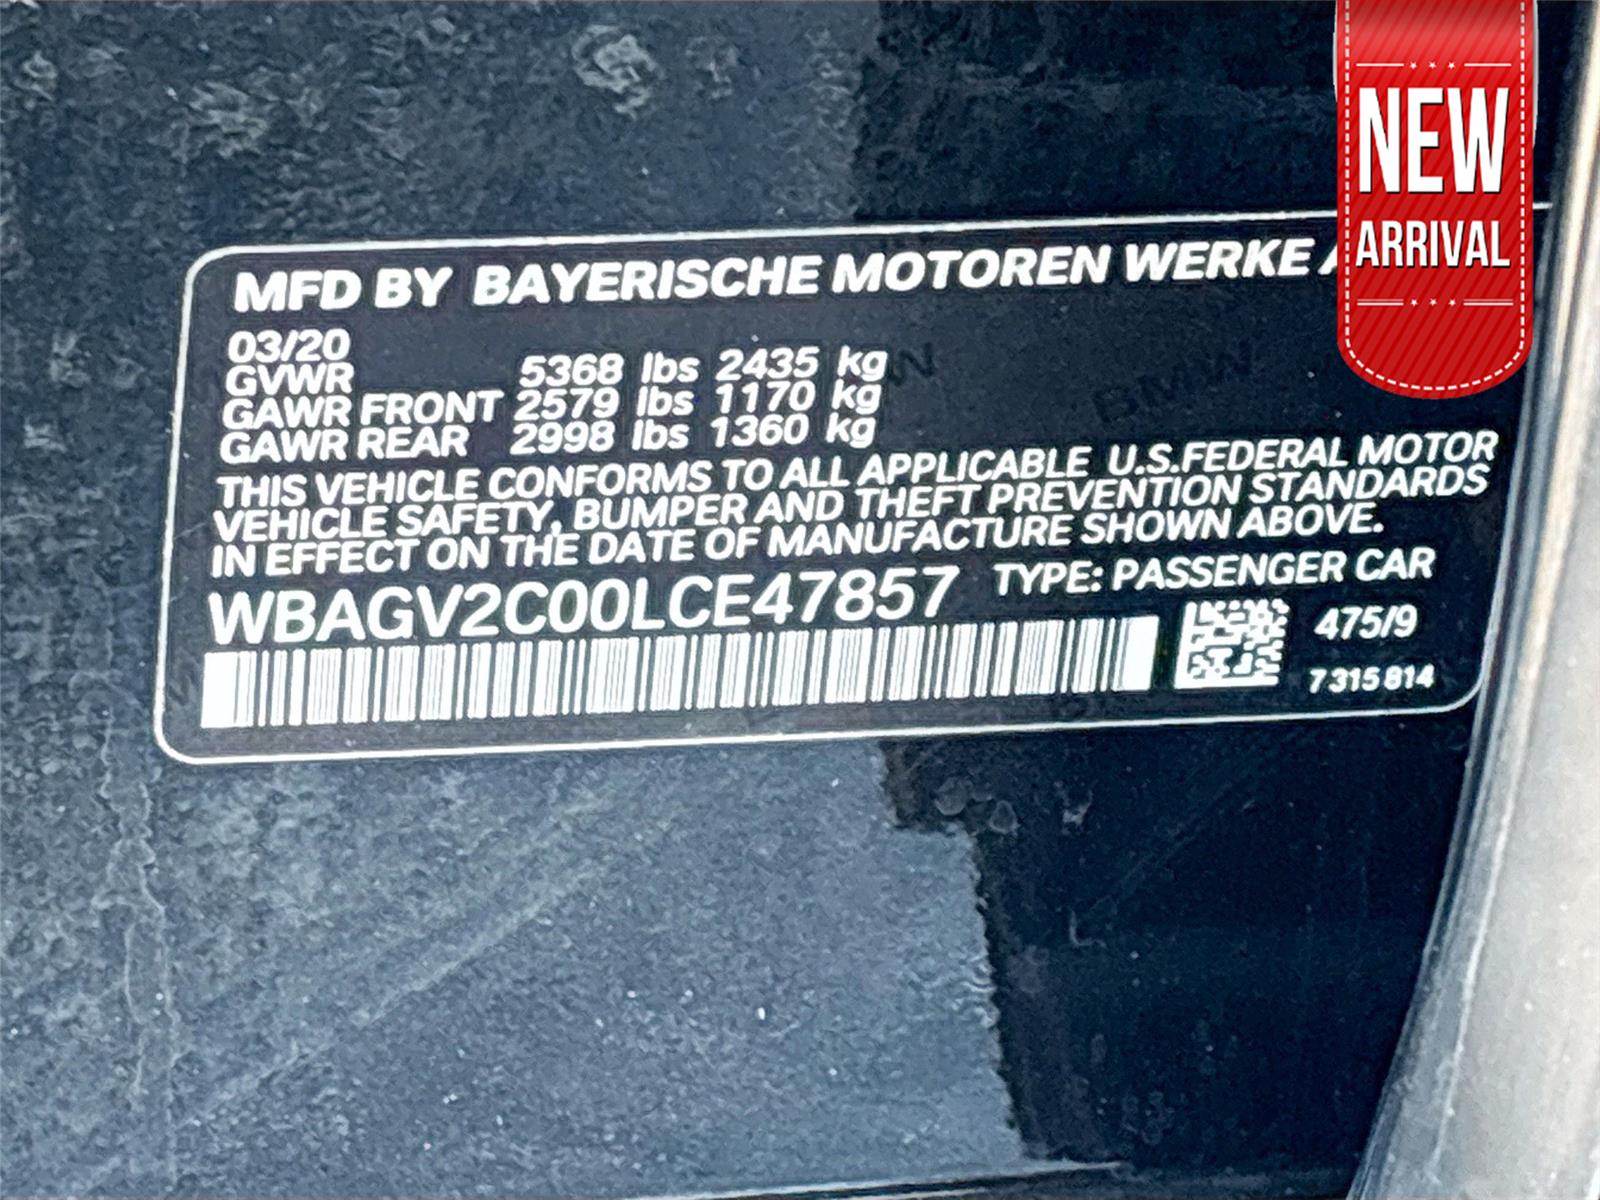 NEW
ARRIVAL
MFD BY BAYERISCHE MOTOREN WERKE
03/20
GVWR 5368 lbs 2435 kg
GAWR FRONT 2579 lbs 1170 kg
GAWR REAR 2998 lbs 1360 kg
THIS VEHICLE CONFORMS TO ALL APPLICABLE U.S.FEDERAL MOTOR
VEHICLE SAFETY, BUMPER AND THEFT PREVENTION STANDARDS
IN EFFECT ON THE DATE OF MANUFACTURE SHOWN ABOVE.
WBAGV2C00LCE47857 TYPE: PASSENGER CAR
475/9
7 315 814